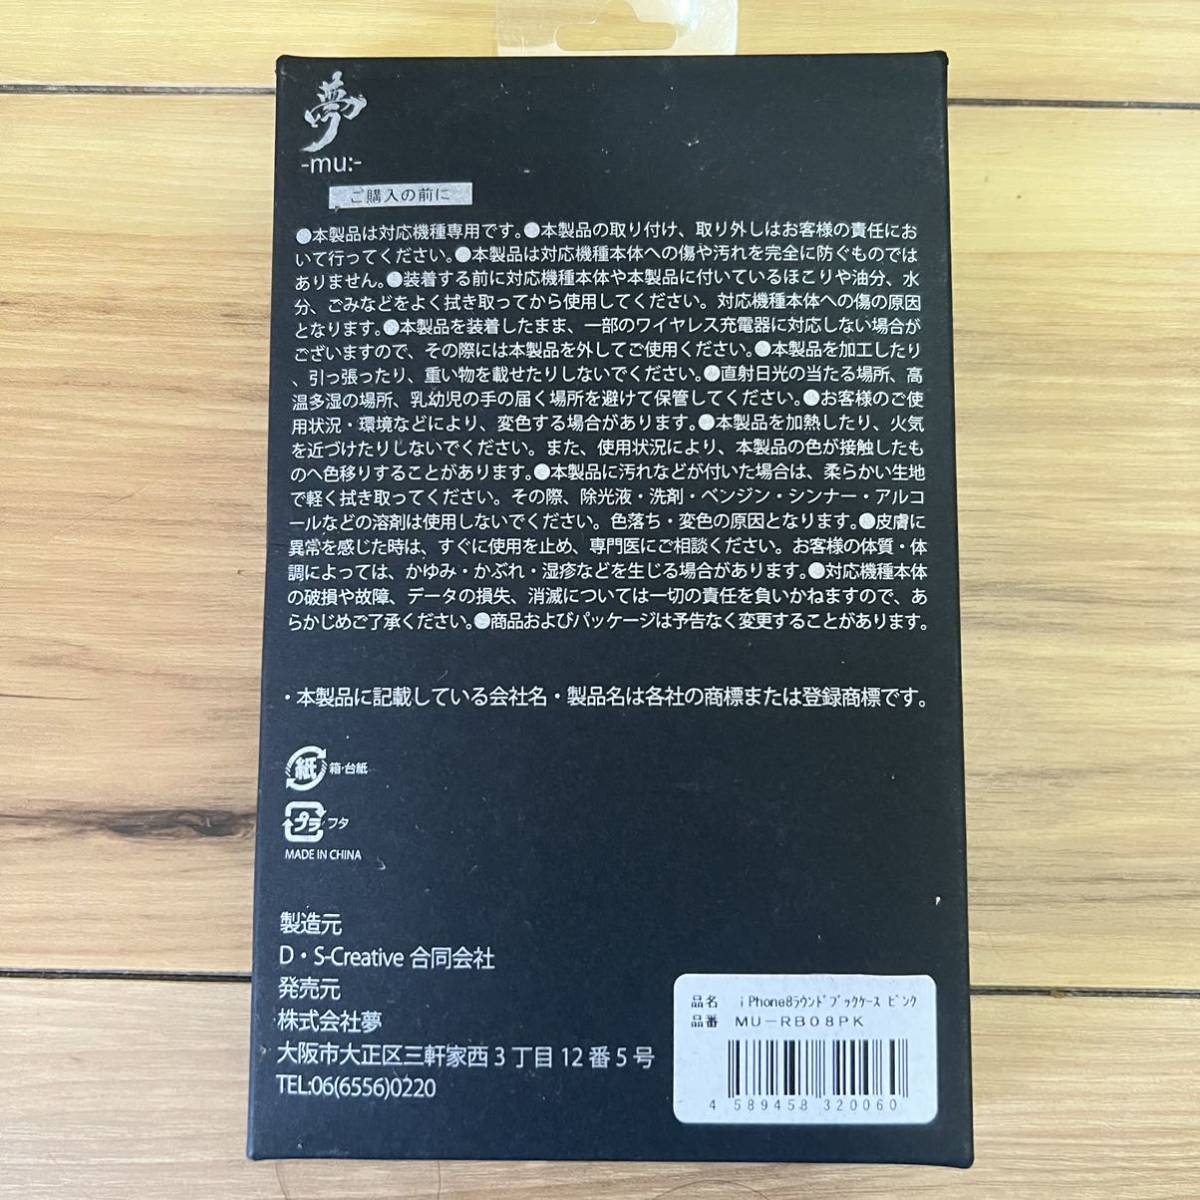 夢
-mu:-
ご購入の前に
●本製品は対応機種専用です。●本製品の取り付け、取り外しはお客様の責任にお
いて行ってください。●本製品は対応機種本体への傷や汚れを完全に防ぐものでは
ありません。●装着する前に対応機種本体や本製品に付いているほこりや油分、水
分、ごみなどをよく拭き取ってから使用してください。対応機種本体への傷の原因
となります。●本製品を装着したまま、一部のワイヤレス充電器に対応しない場合が
ございますので、その際には本製品を外してご使用ください。●本製品を加工したり
、引っ張ったり、重い物を載せたりしないでください。●直射日光の当たる場所、高
温多湿の場所、乳幼児の手の届く場所を避けて保管してください。●お客様のご使
用状況・環境などにより、変色する場合があります。●本製品を加熱したり、火気
を近づけたりしないでください。また、使用状況により、本製品の色が接触したも
のへ色移りすることがあります。●本製品に汚れなどが付いた場合は、柔らかい生地
で軽く拭き取ってください。その際、除光液・洗剤・ベンジン・シンナー・アルコ
ールなどの溶剤は使用しないでください。色落ち・変色の原因となります。●皮膚に
異常を感じた時は、すぐに使用を止め、専門医にご相談ください。お客様の体質・体
調によっては、かゆみ・かぶれ・湿疹などを生じる場合があります。●対応機種本体
の破損や故障、データの損失、消滅については一切の責任を負いかねますので、あ
らかじめご了承ください。●商品およびパッケージは予告なく変更することがあります。
・本製品に記載している会社名・製品名は各社の商標または登録商標です。
紙 箱・台紙
プラ フタ
MADE IN CHINA
製造元
D・S-Creative 合同会社
発売元
株式会社夢
大阪市大正区三軒家西3丁目12番5号
TEL:06(6556)0220
品名 iPhone8ﾗｳﾝﾄﾞﾌﾞｯｸｹｰｽ ﾋﾟﾝｸ
品番 MU-RB08PK
4 589458 320060